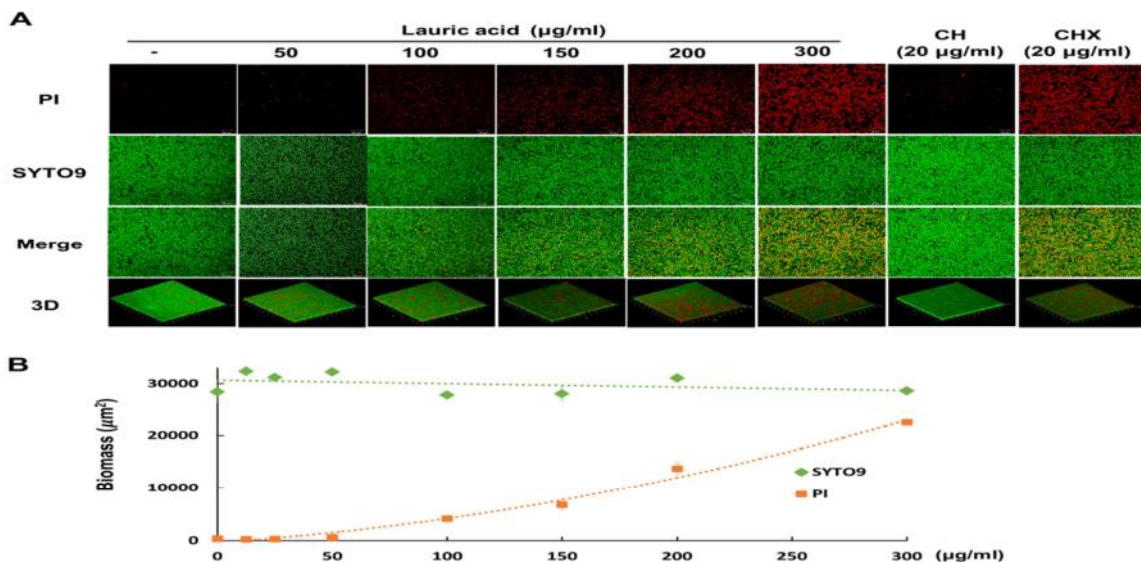 A
Lauric acid (μg/ml)
CH CHX
- 50 100 150 200 300 (20 μg/ml) (20 μg/ml)
PI
SYTO9
Merge
3D
B
30000
20000
10000
0
Biomass (μm²)
SYTO9
PI
0 50 100 150 200 250 300 (μg/ml)